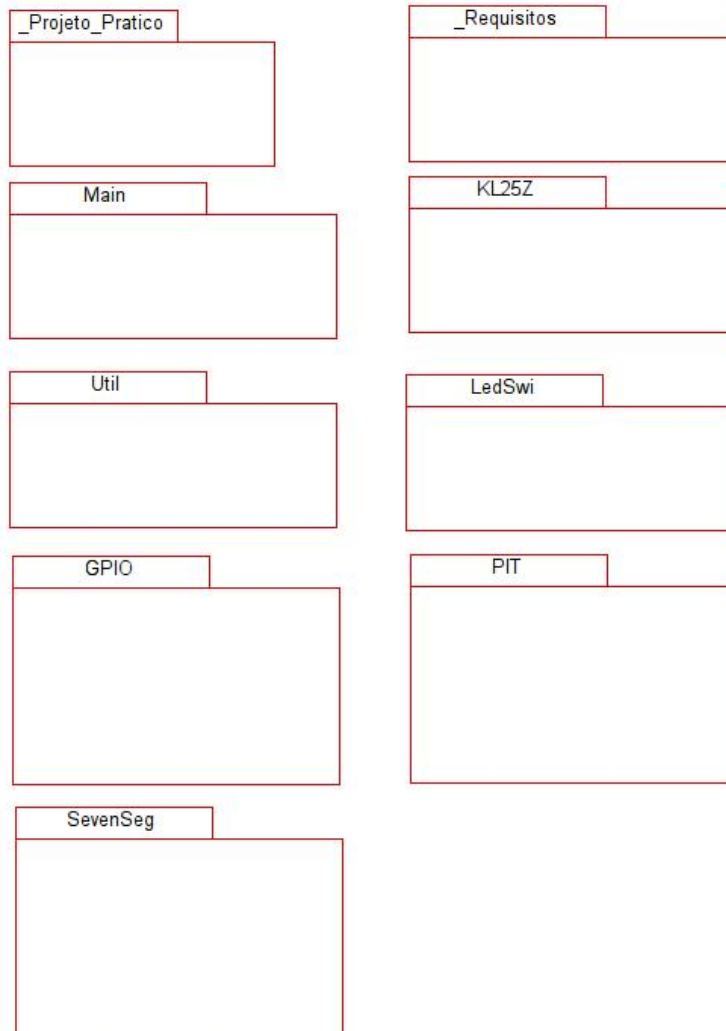 _Projeto_Pratico
_Requisitos
Main
KL25Z
Util
LedSwi
GPIO
PIT
SevenSeg